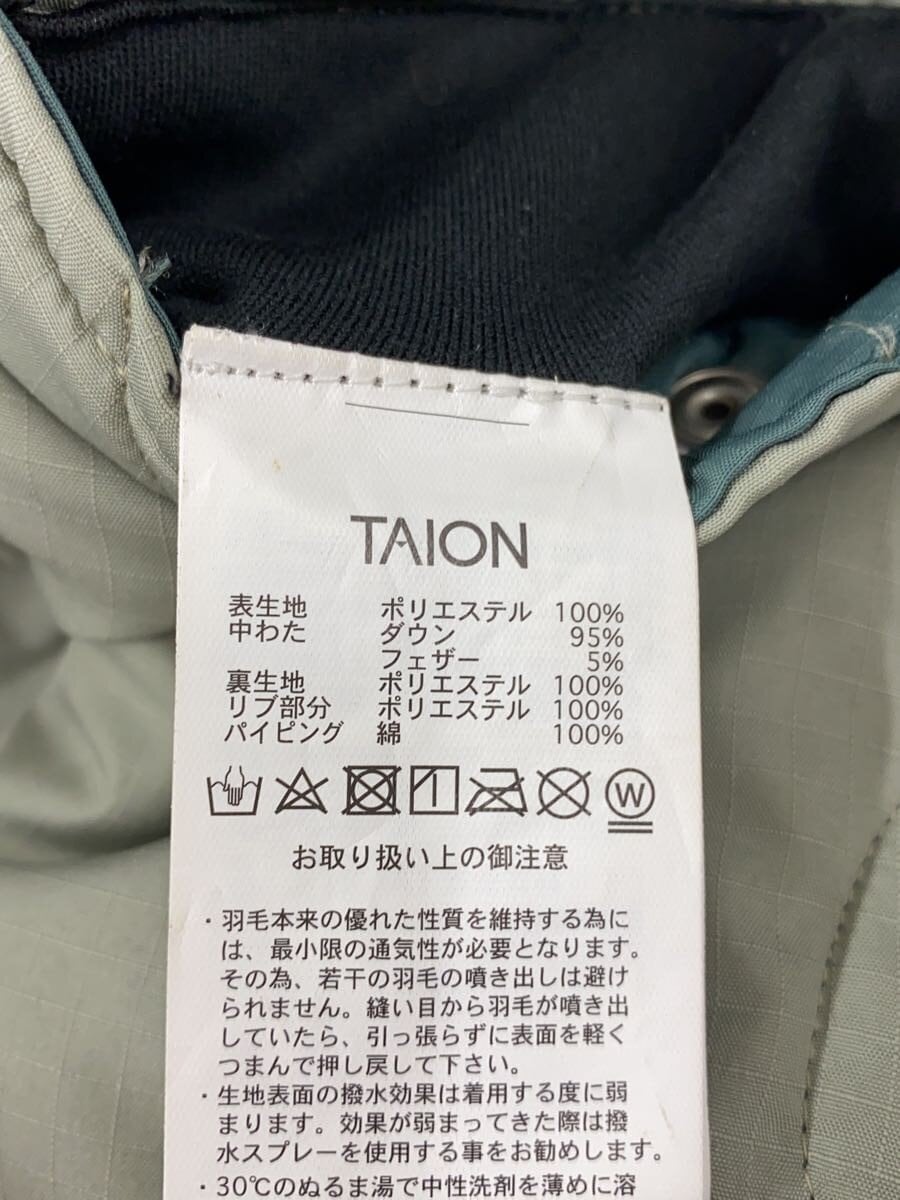 TAION
表生地 ポリエステル 100%
中わた ダウン 95%
フェザー 5%
裏生地 ポリエステル 100%
リブ部分 ポリエステル 100%
パイピング 綿 100%
W
お取り扱い上の御注意
・羽毛本来の優れた性質を維持する為に
は、最小限の通気性が必要となります。
その為、若干の羽毛の噴き出しは避け
られません。縫い目から羽毛が噴き出
していたら、引っ張らずに表面を軽く
つまんで押し戻して下さい。
・生地表面の撥水効果は着用する度に弱
まります。効果が弱まってきた際は撥
水スプレーを使用する事をお勧めします。
・30℃のぬるま湯で中性洗剤を薄めに溶